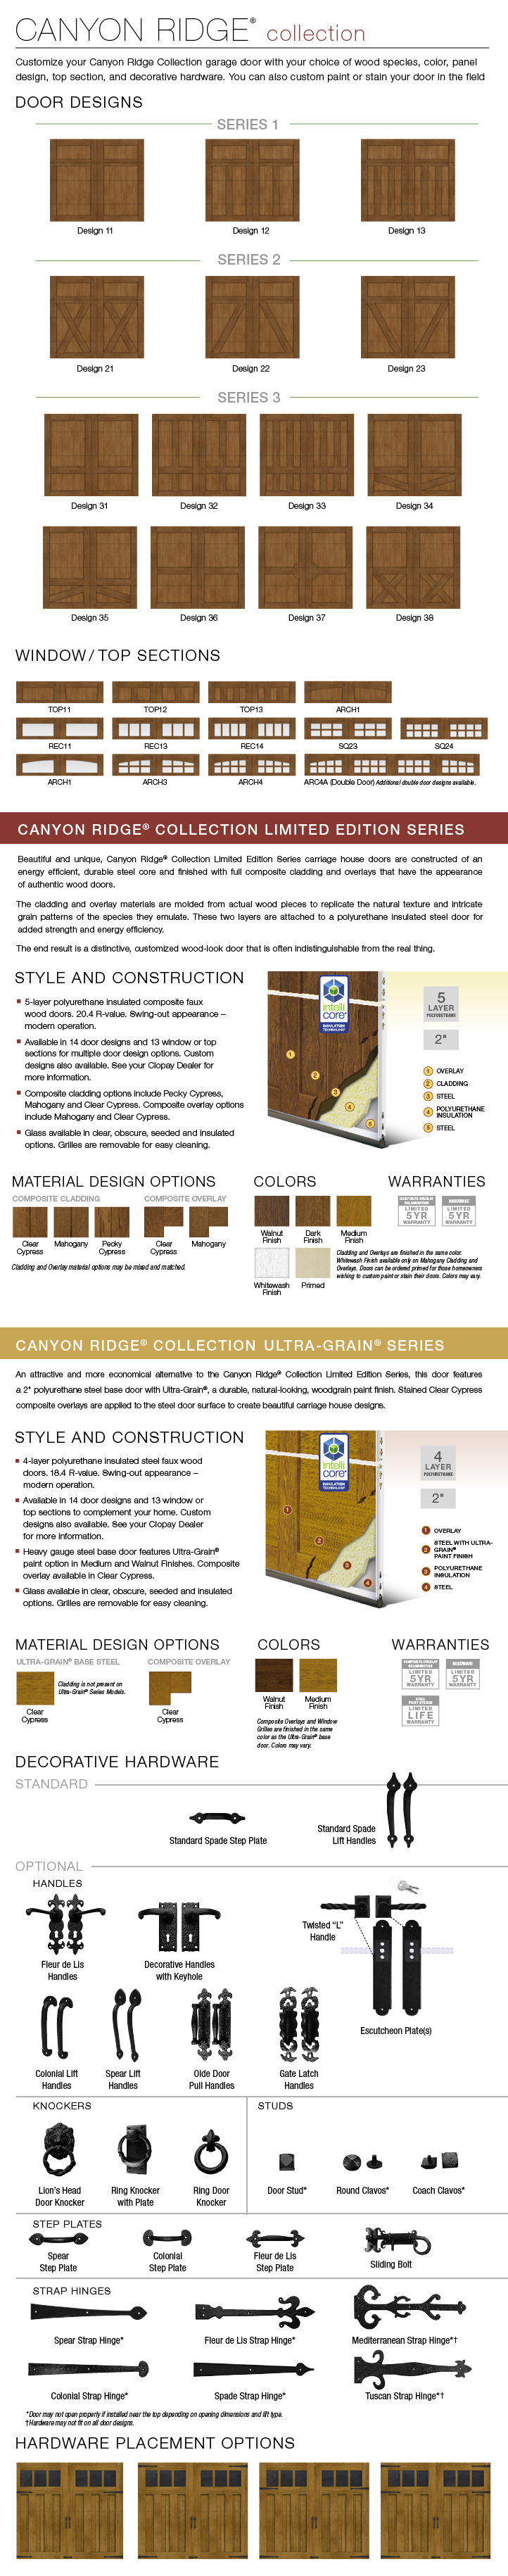 CANYON RIDGE® collection
Customize your Canyon Ridge Collection garage door with your choice of wood species, color, panel
design, top section, and decorative hardware. You can also custom paint or stain your door in the field
DOOR DESIGNS
SERIES 1
Design 11
Design 12
Design 13
SERIES 2
Design 21
Design 22
Design 23
SERIES 3
Design 31
Design 32
Design 33
Design 34
Design 35
Design 36
Design 37
Design 38
WINDOW/TOP SECTIONS
TOP11
TOP12
TOP13
ARCH1
REC11
REC13
REC14
SQ23
SQ24
ARCH1
ARCH3
ARCH4
ARC4A (Double Door) Additional double door designs available.
CANYON RIDGE® COLLECTION LIMITED EDITION SERIES
Beautiful and unique, Canyon Ridge® Collection Limited Edition Series carriage house doors are constructed of an
energy efficient, durable steel core and finished with full composite cladding and overlays that have the appearance
of authentic wood doors.
The cladding and overlay materials are molded from actual wood pieces to replicate the natural texture and intricate
grain patterns of the species they emulate. These two layers are attached to a polyurethane insulated steel door for
added strength and energy efficiency.
The end result is a distinctive, customized wood-look door that is often indistinguishable from the real thing.
STYLE AND CONSTRUCTION
5-layer polyurethane insulated composite faux
wood doors. 20.4 R-value. Swing-out appearance –
modern operation.
Available in 14 door designs and 13 window or top
sections for multiple door design options. Custom
designs also available. See your Clopay Dealer for
more information.
Composite cladding options include Pecky Cypress,
Mahogany and Clear Cypress. Composite overlay options
include Mahogany and Clear Cypress.
Glass available in clear, obscure, seeded and insulated
options. Grilles are removable for easy cleaning.
intelli
core®
INSULATION
TECHNOLOGY
1
2
3
4
5
5
LAYER
POLYURETHANE
2"
1 OVERLAY
2 CLADDING
3 STEEL
4 POLYURETHANE
INSULATION
5 STEEL
MATERIAL DESIGN OPTIONS
COMPOSITE CLADDING
COMPOSITE OVERLAY
Clear
Cypress
Mahogany
Pecky
Cypress
Clear
Cypress
Mahogany
Cladding and Overlay material options may be mixed and matched.
COLORS
Walnut
Finish
Dark
Finish
Medium
Finish
Whitewash
Finish
Primed
Cladding and Overlays are finished in the same color.
Whitewash Finish available only on Mahogany Cladding and
Overlays. Doors can be ordered primed for those homeowners
wishing to custom paint or stain their doors. Colors may vary.
WARRANTIES
COMPOSITE OVERLAY
DELAMINATION
LIMITED
5 YR
WARRANTY
HARDWARE
LIMITED
5 YR
WARRANTY
CANYON RIDGE® COLLECTION ULTRA-GRAIN® SERIES
An attractive and more economical alternative to the Canyon Ridge® Collection Limited Edition Series, this door features
a 2" polyurethane steel base door with Ultra-Grain®, a durable, natural-looking, woodgrain paint finish. Stained Clear Cypress
composite overlays are applied to the steel door surface to create beautiful carriage house designs.
STYLE AND CONSTRUCTION
4-layer polyurethane insulated steel faux wood
doors. 18.4 R-value. Swing-out appearance –
modern operation.
Available in 14 door designs and 13 window or
top sections to complement your home. Custom
designs also available. See your Clopay Dealer
for more information.
Heavy gauge steel base door features Ultra-Grain®
paint option in Medium and Walnut Finishes. Composite
overlay available in Clear Cypress.
Glass available in clear, obscure, seeded and insulated
options. Grilles are removable for easy cleaning.
intelli
core®
INSULATION
TECHNOLOGY
1
2
3
4
4
LAYER
POLYURETHANE
2"
1 OVERLAY
2 STEEL WITH ULTRA-
GRAIN®
PAINT FINISH
3 POLYURETHANE
INSULATION
4 STEEL
MATERIAL DESIGN OPTIONS
ULTRA-GRAIN® BASE STEEL
COMPOSITE OVERLAY
Clear
Cypress
Cladding is not present on
Ultra-Grain® Series Models.
Clear
Cypress
COLORS
Walnut
Finish
Medium
Finish
Composite Overlays and Window
Grilles are finished in the same
color as the Ultra-Grain® base
door. Colors may vary.
WARRANTIES
COMPOSITE OVERLAY
DELAMINATION
LIMITED
5 YR
WARRANTY
HARDWARE
LIMITED
5 YR
WARRANTY
STEEL
PAINT SYSTEM
LIMITED
LIFE
WARRANTY
DECORATIVE HARDWARE
STANDARD
Standard Spade Step Plate
Standard Spade
Lift Handles
OPTIONAL
HANDLES
Fleur de Lis
Handles
Decorative Handles
with Keyhole
Twisted "L"
Handle
Escutcheon Plate(s)
Colonial Lift
Handles
Spear Lift
Handles
Olde Door
Pull Handles
Gate Latch
Handles
KNOCKERS
Lion's Head
Door Knocker
Ring Knocker
with Plate
Ring Door
Knocker
STUDS
Door Stud*
Round Clavos*
Coach Clavos*
STEP PLATES
Spear
Step Plate
Colonial
Step Plate
Fleur de Lis
Step Plate
Sliding Bolt
STRAP HINGES
Spear Strap Hinge*
Fleur de Lis Strap Hinge*
Mediterranean Strap Hinge*†
Colonial Strap Hinge*
Spade Strap Hinge*
Tuscan Strap Hinge*†
*Door may not open properly if installed near the top depending on opening dimensions and lift type.
†Hardware may not fit on all door designs.
HARDWARE PLACEMENT OPTIONS